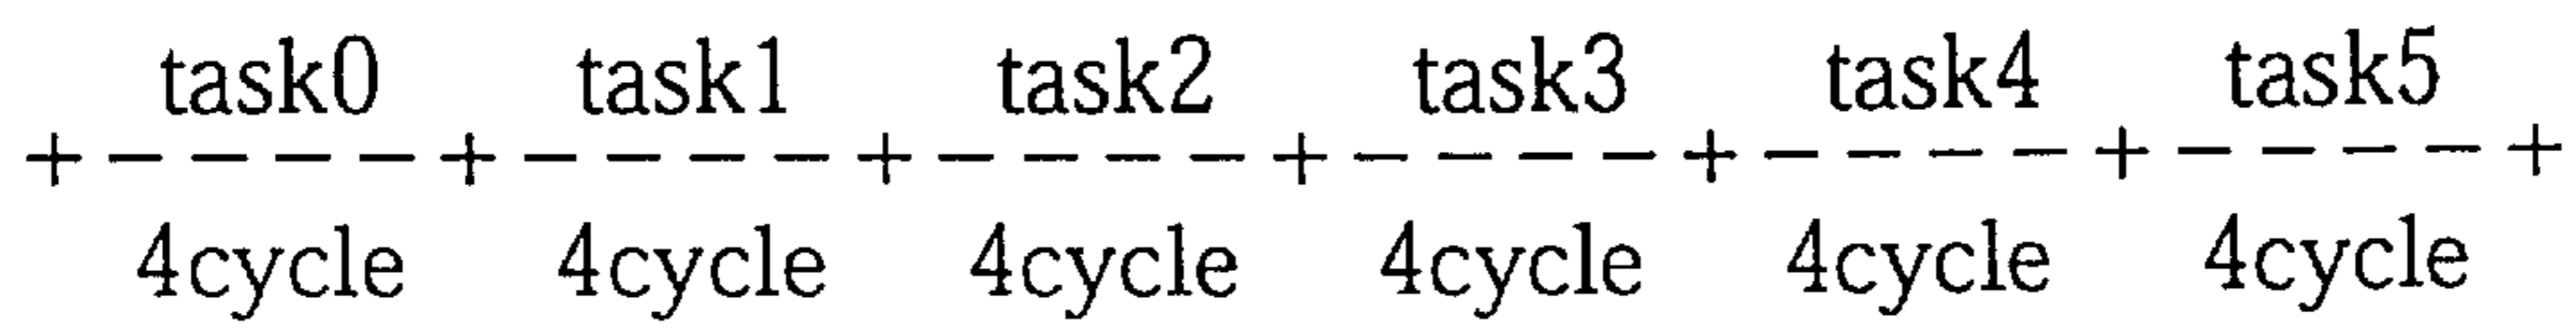 task0 task1 task2 task3 task4 task5
+ − − − − + − − − − + − − − − + − − − − + − − − − + − − − − +
4cycle 4cycle 4cycle 4cycle 4cycle 4cycle